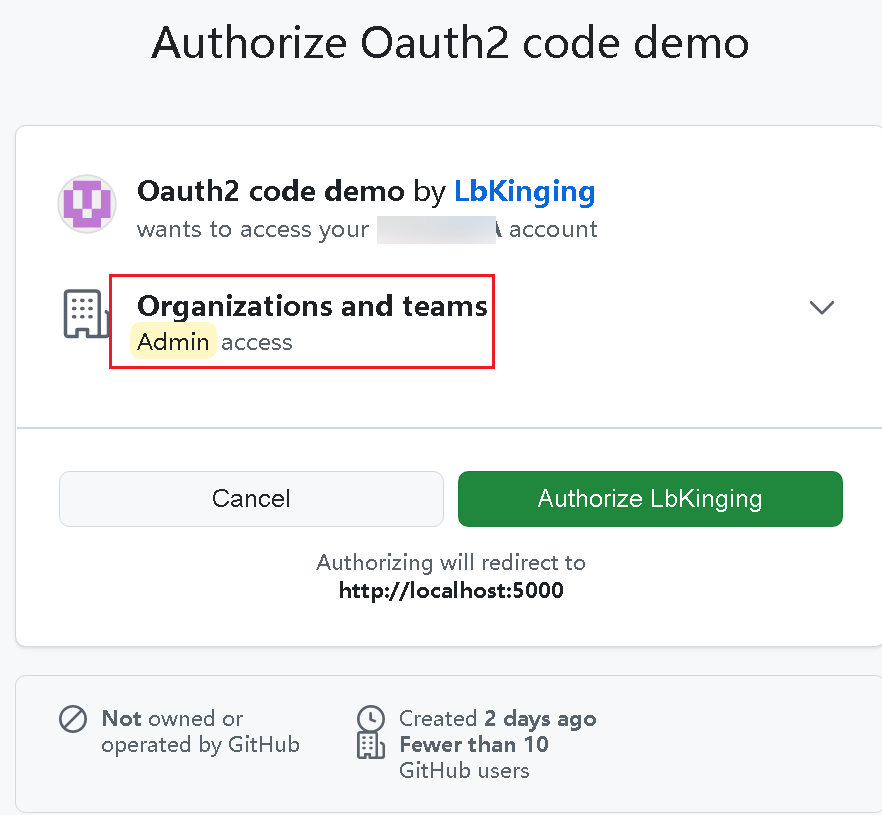 Authorize Oauth2 code demo
Oauth2 code demo by LbKinging
wants to access your account
Organizations and teams
Admin access
Cancel
Authorize LbKinging
Authorizing will redirect to
http://localhost:5000
Not owned or
operated by GitHub
Created 2 days ago
Fewer than 10
GitHub users